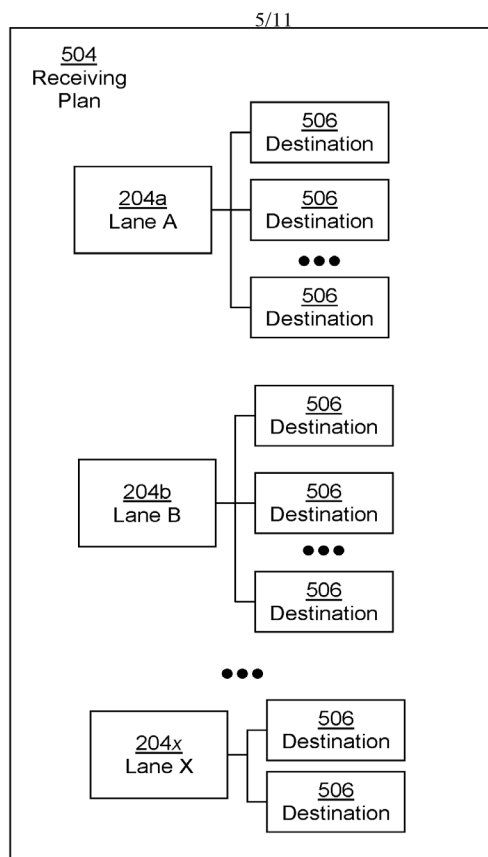 5/11
504
Receiving
Plan
506
Destination
204a
Lane A
506
Destination
506
Destination
506
Destination
204b
Lane B
506
Destination
506
Destination
204x
Lane X
506
Destination
506
Destination